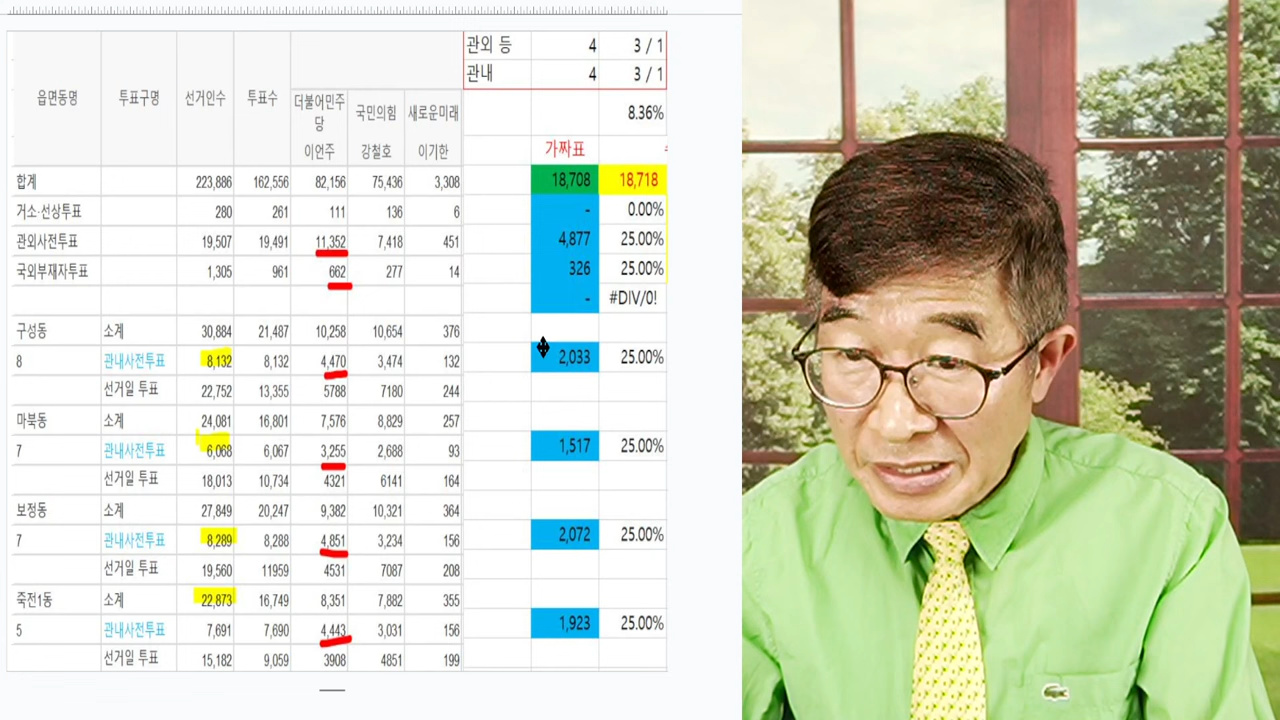 관외 등 4 3 / 1
관내 4 3 / 1
읍면동명 투표구명 선거인수 투표수 더불어민주당 이언주 국민의힘 강철호 새로운미래 이기한
8.36%
가짜표
합계 223,886 162,556 82,156 75,436 3,308 18,708 18,718
거소·선상투표 280 261 111 136 6 - 0.00%
관외사전투표 19,507 19,491 11,352 7,418 451 4,877 25.00%
국외부재자투표 1,305 961 662 277 14 326 25.00%
- #DIV/0!
구성동 소계 30,884 21,487 10,258 10,654 376
8 관내사전투표 8,132 8,132 4,470 3,474 132 2,033 25.00%
선거일 투표 22,752 13,355 5788 7180 244
마북동 소계 24,081 16,801 7,576 8,829 257
7 관내사전투표 6,068 6,067 3,255 2,688 93 1,517 25.00%
선거일 투표 18,013 10,734 4321 6141 164
보정동 소계 27,849 20,247 9,382 10,321 364
7 관내사전투표 8,289 8,288 4,851 3,234 156 2,072 25.00%
선거일 투표 19,560 11959 4531 7087 208
죽전1동 소계 22,873 16,749 8,351 7,882 355
5 관내사전투표 7,691 7,690 4,443 3,031 156 1,923 25.00%
선거일 투표 15,182 9,059 3908 4851 199